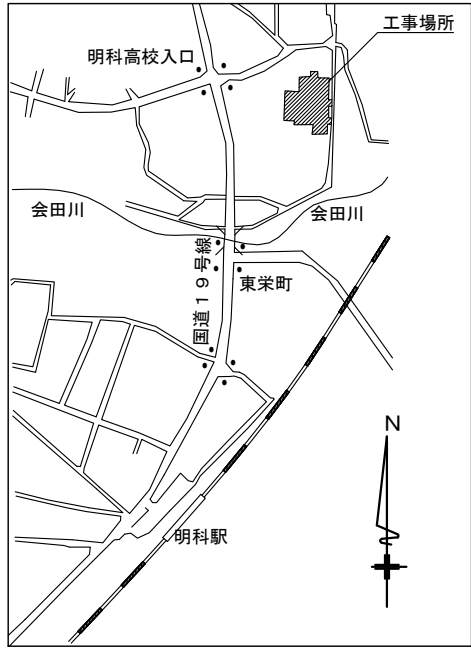 工事場所
明科高校入口
会田川
会田川
国道19号線
東栄町
N
明科駅